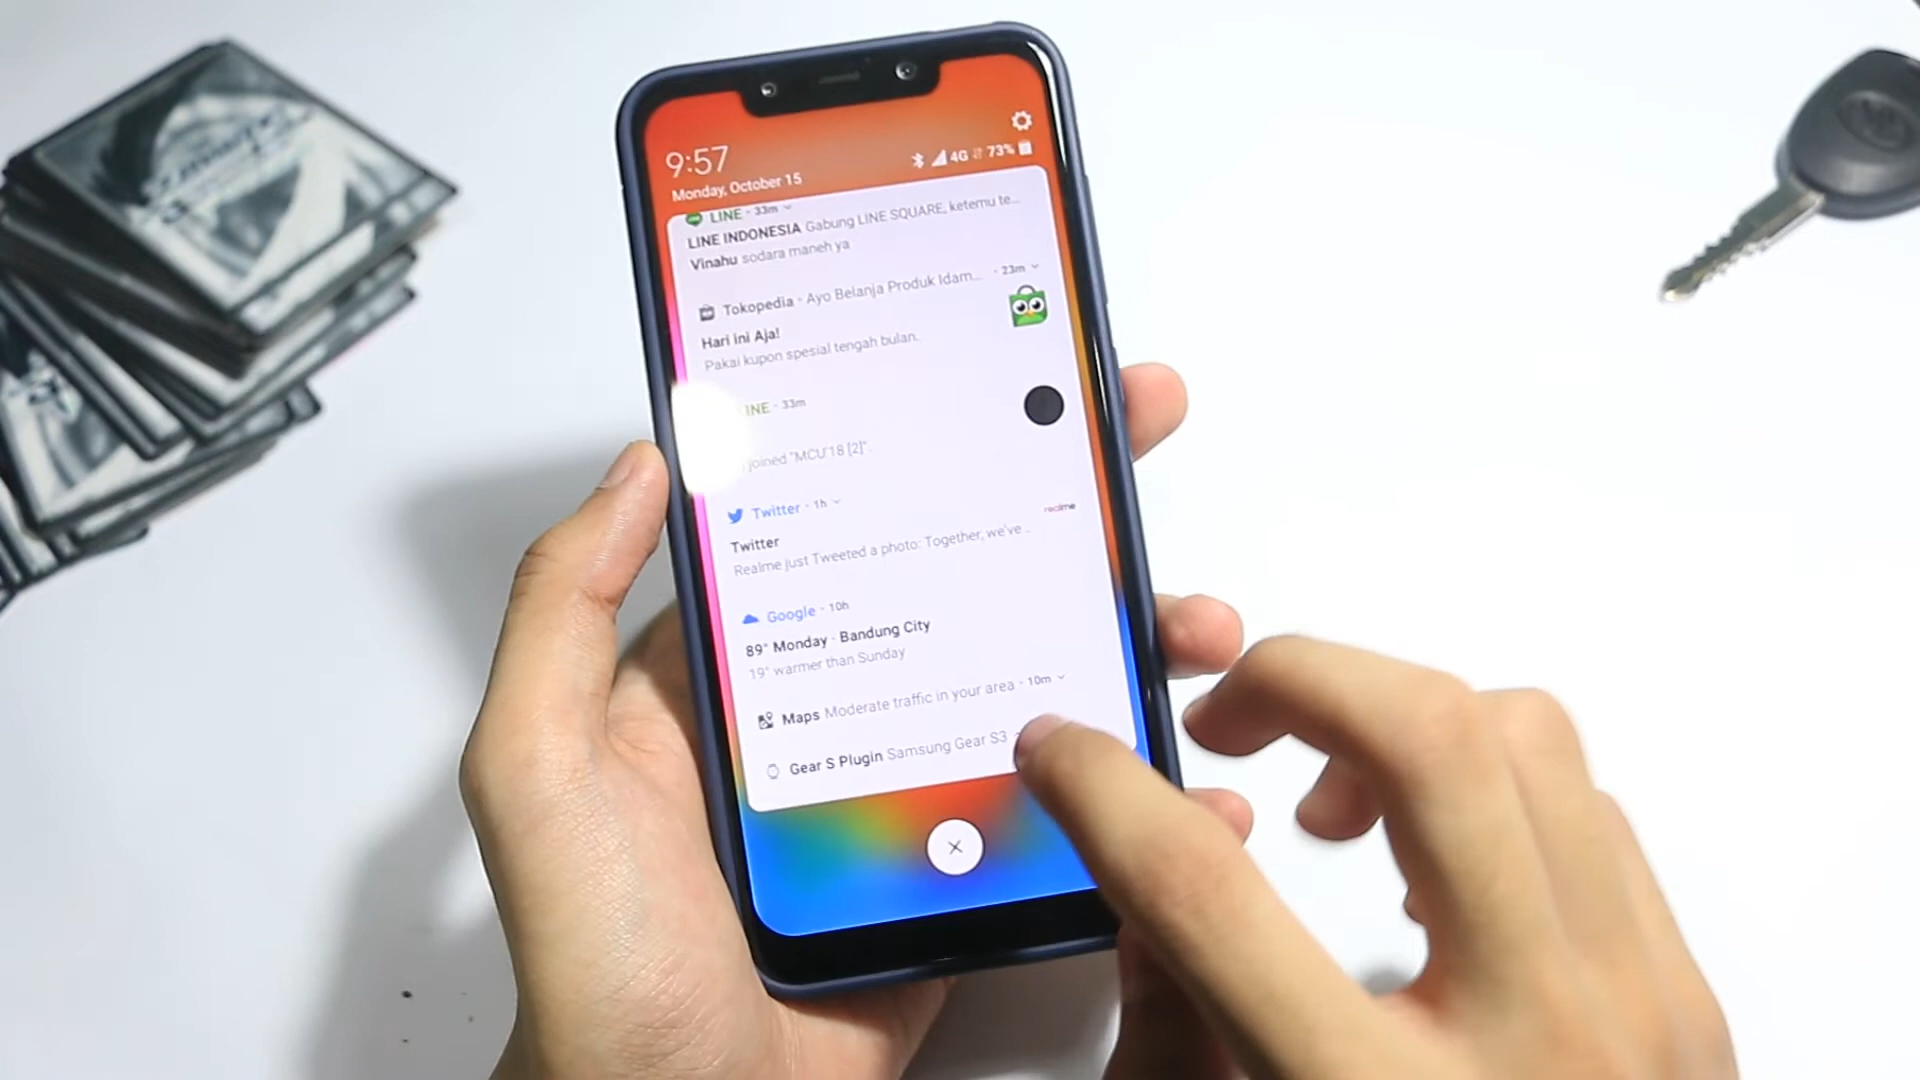 9:57
4G 73%
Monday, October 15
LINE · 33m
LINE INDONESIA Gabung LINE SQUARE, ketemu te...
Vinahu sodara maneh ya
Tokopedia · Ayo Belanja Produk Idam... · 23m
Hari ini Aja!
Pakai kupon spesial tengah bulan.
INE · 33m
joined "MCU'18 [2]".
Twitter · 1h
realme
Twitter
Realme just Tweeted a photo: Together, we've ..
Google · 10h
89° Monday · Bandung City
19° warmer than Sunday
Maps Moderate traffic in your area · 10m
Gear S Plugin Samsung Gear S3